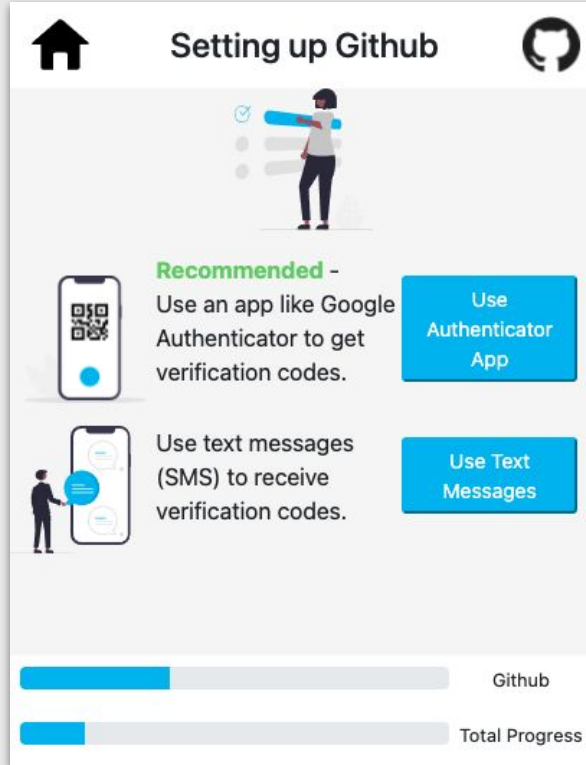 Setting up Github
Recommended -
Use an app like Google
Authenticator to get
verification codes.
Use
Authenticator
App
Use text messages
(SMS) to receive
verification codes.
Use Text
Messages
Github
Total Progress